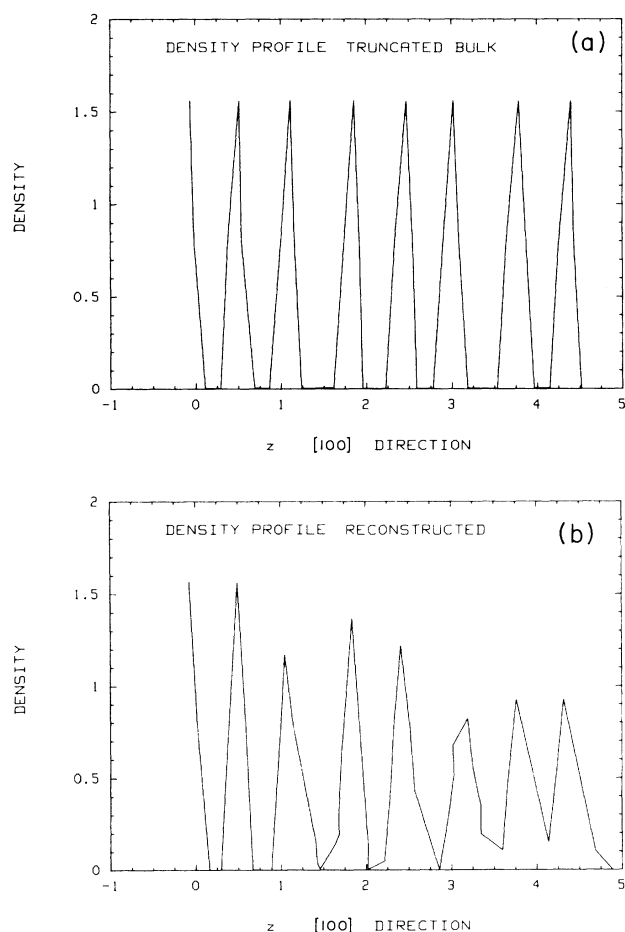 (a)
DENSITY PROFILE TRUNCATED BULK
2
1.5
1
0.5
0
DENSITY
-1 0 1 2 3 4 5
z [100] DIRECTION
(b)
DENSITY PROFILE RECONSTRUCTED
2
1.5
1
0.5
0
DENSITY
-1 0 1 2 3 4 5
z [100] DIRECTION